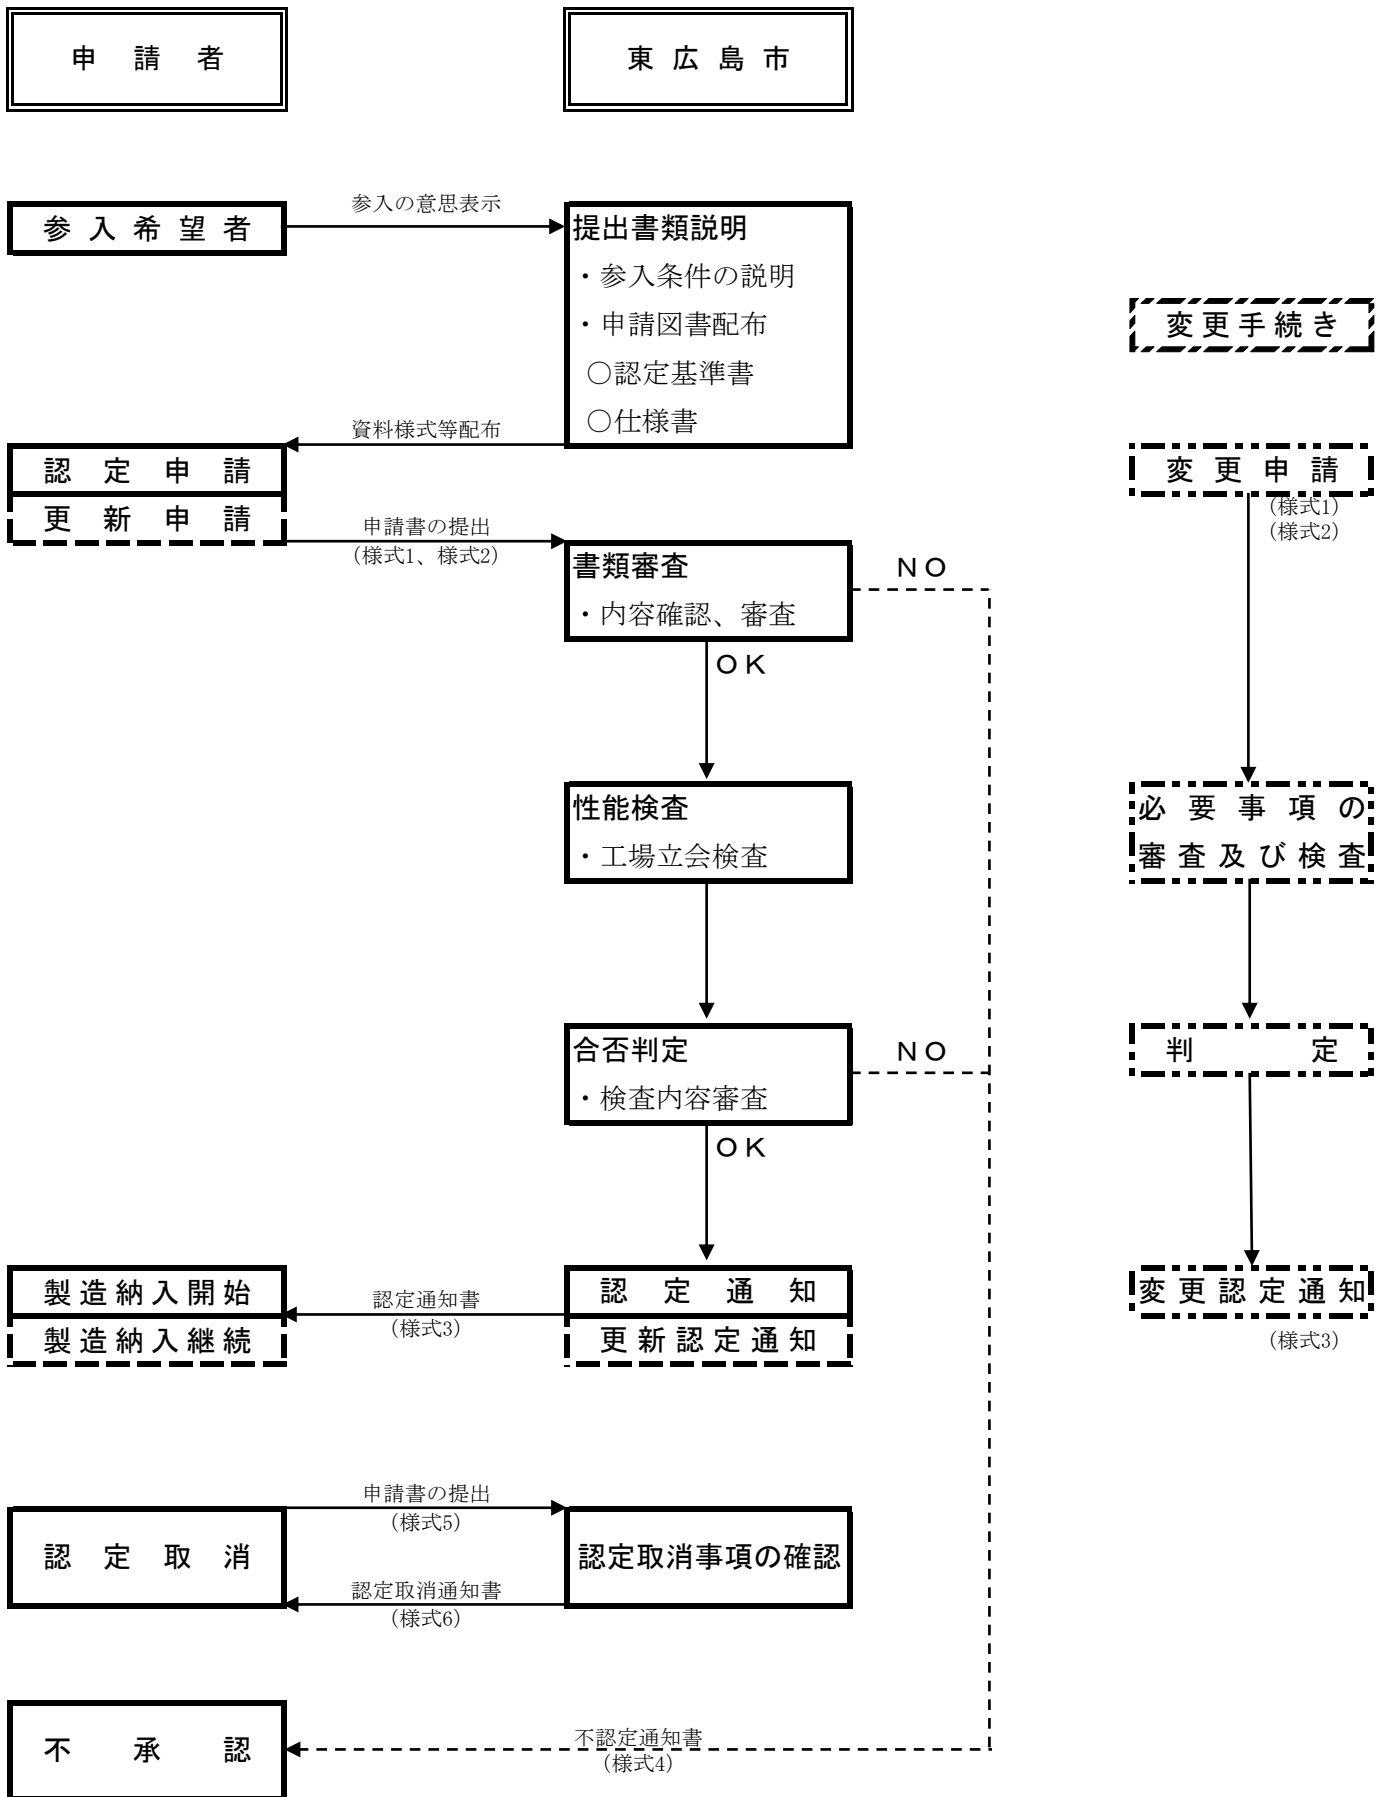 申請者
東広島市
参入希望者
参入の意思表示
提出書類説明
・参入条件の説明
・申請図書配布
○認定基準書
○仕様書
資料様式等配布
認定申請
更新申請
申請書の提出
(様式1、様式2)
書類審査
・内容確認、審査
NO
OK
性能検査
・工場立会検査
合否判定
・検査内容審査
NO
OK
認定通知
更新認定通知
認定通知書
(様式3)
製造納入開始
製造納入継続
認定取消
申請書の提出
(様式5)
認定取消事項の確認
認定取消通知書
(様式6)
不承認
不認定通知書
(様式4)
変更手続き
変更申請
(様式1)
(様式2)
必要事項の
審査及び検査
判定
変更認定通知
(様式3)